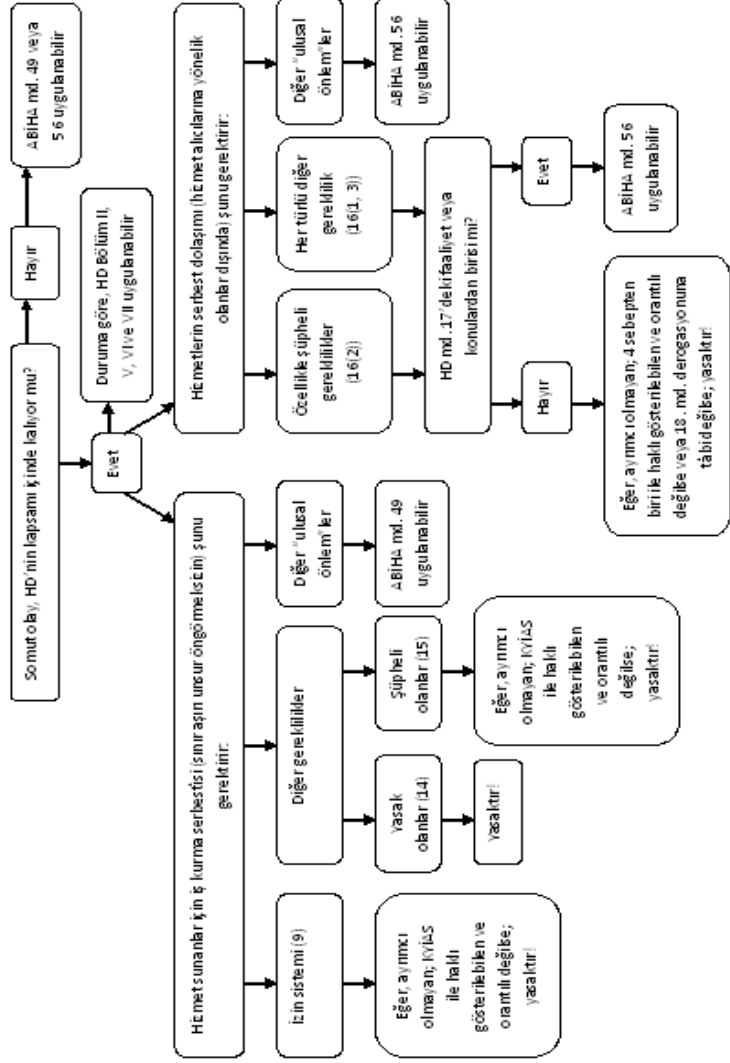 Somut olay, HD'nin kapsamı içinde kalıyor mu?
Hayır
ABİHA md. 49 veya
56 uygulanabilir
Evet
Duruma göre, HD Bölüm II,
V, VI ve VII uygulanabilir
Hizmet sunanlar için iş kurma serbestisi (sınır aşın unsur öngörmeksizin) şunu
gerektirir:
İzin sistemi (9)
Eğer, ayrımcı
olmayan; KYİAS
ile haklı
gösterilebilen ve
orantılı değilse;
yasaktır!
Diğer gereklilikler
Yasak
olanlar (14)
Yasaktır!
Şüpheli
olanlar (15)
Eğer, ayrımcı
olmayan; KYİAS
ile haklı
gösterilebilen
ve orantılı
değilse;
yasaktır!
Diğer "ulusal
önlem"ler
ABİHA md. 49
uygulanabilir
Hizmetlerin serbest dolaşımı (hizmet alıcılarına yönelik
olanlar dışında) şunu gerektirir:
Özellikle şüpheli
gereklilikler
(16(2))
Her türlü diğer
gereklilik
(16(1, 3))
Diğer "ulusal
önlem"ler
ABİHA md. 56
uygulanabilir
HD md. 17'deki faaliyet veya
konulardan birisi mi?
Hayır
Eğer, ayrımcı olmayan; 4 sebepten
biri ile haklı gösterilebilen ve orantılı
değilse veya 18. md. derogasyonuna
tâbi değilse; yasaktır!
Evet
ABİHA md. 56
uygulanabilir